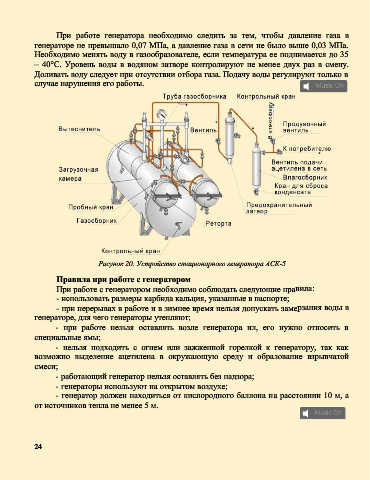 При работе генератора необходимо следить за тем, чтобы давление газа в
генераторе не превышало 0,07 МПа, а давление газа в сети не было выше 0,03 МПа.
Необходимо менять воду в газообразователе, если температура ее поднимается до 35
– 40°С. Уровень воды в водяном затворе контролируют не менее двух раз в смену.
Доливать воду следует при отсутствии отбора газа. Подачу воды регулируют только в
случае нарушения его работы.
Music On
Труба газосборника
Контрольный кран
В атмосферу
Вытеснитель
Вентиль
Продувочный
вентиль
К потребителю
Вентиль подачи
ацетилена в сеть
Загрузочная
камера
Влагосборник
Кран для сброса
конденсата
Пробный кран
Предохранительный
затвор
Газосборник
Реторта
Контрольный кран
Рисунок 20. Устройство стационарного генератора АСК-5
Правила при работе с генератором
При работе с генератором необходимо соблюдать следующие правила:
- использовать размеры карбида кальция, указанные в паспорте;
- при перерывах в работе и в зимнее время нельзя допускать замерзания воды в
генераторе, для чего генераторы утепляют;
- при работе нельзя оставлять возле генератора ил, его нужно относить в
специальные ямы;
- нельзя подходить с огнем или зажженной горелкой к генератору, так как
возможно выделение ацетилена в окружающую среду и образование взрывчатой
смеси;
- работающий генератор нельзя оставлять без надзора;
- генераторы используют на открытом воздухе;
- генератор должен находиться от кислородного баллона на расстоянии 10 м, а
от источников тепла не менее 5 м.
Music On
24